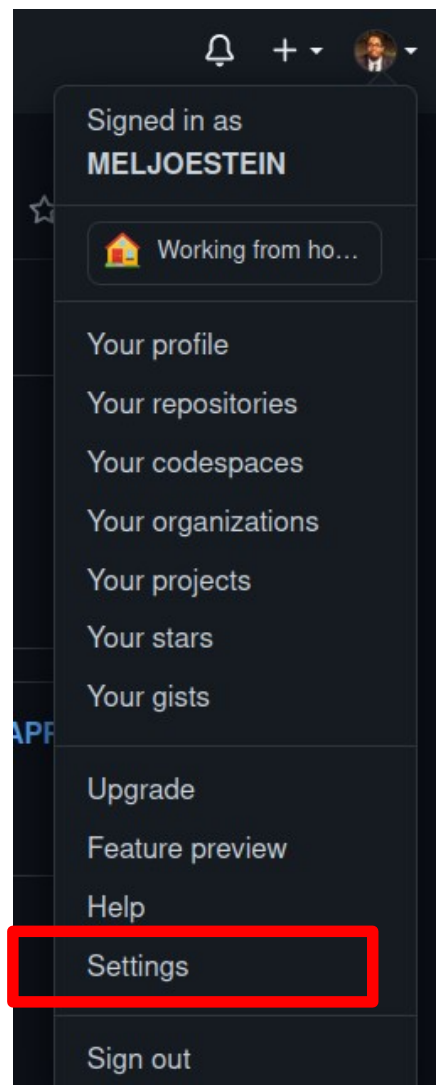 Signed in as
MELJOESTEIN
Working from ho…
Your profile
Your repositories
Your codespaces
Your organizations
Your projects
Your stars
Your gists
APF
Upgrade
Feature preview
Help
Settings
Sign out